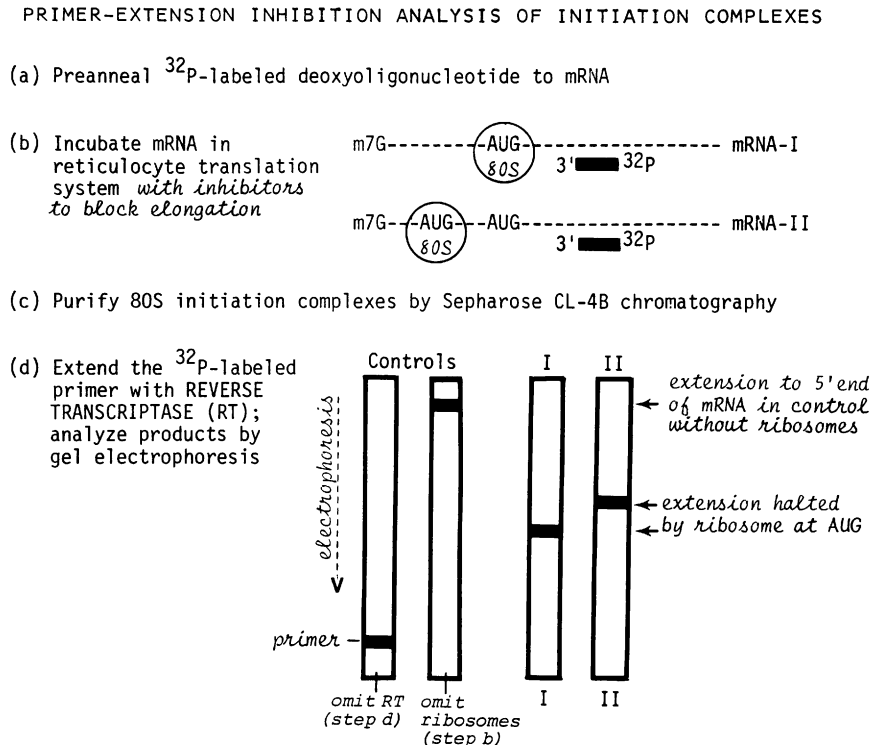 PRIMER-EXTENSION INHIBITION ANALYSIS OF INITIATION COMPLEXES
(a) Preanneal 32P-labeled deoxyoligonucleotide to mRNA
(b) Incubate mRNA in
reticulocyte translation
system with inhibitors
to block elongation
m7G-----------AUG------------------------ mRNA-I
80S
3' 32P
m7G---AUG---AUG------------------------ mRNA-II
80S
3' 32P
(c) Purify 80S initiation complexes by Sepharose CL-4B chromatography
(d) Extend the 32P-labeled
primer with REVERSE
TRANSCRIPTASE (RT);
analyze products by
gel electrophoresis
Controls
I II
electrophoresis
extension to 5' end
of mRNA in control
without ribosomes
extension halted
by ribosome at AUG
primer
omit RT
(step d)
omit
ribosomes
(step b)
I II